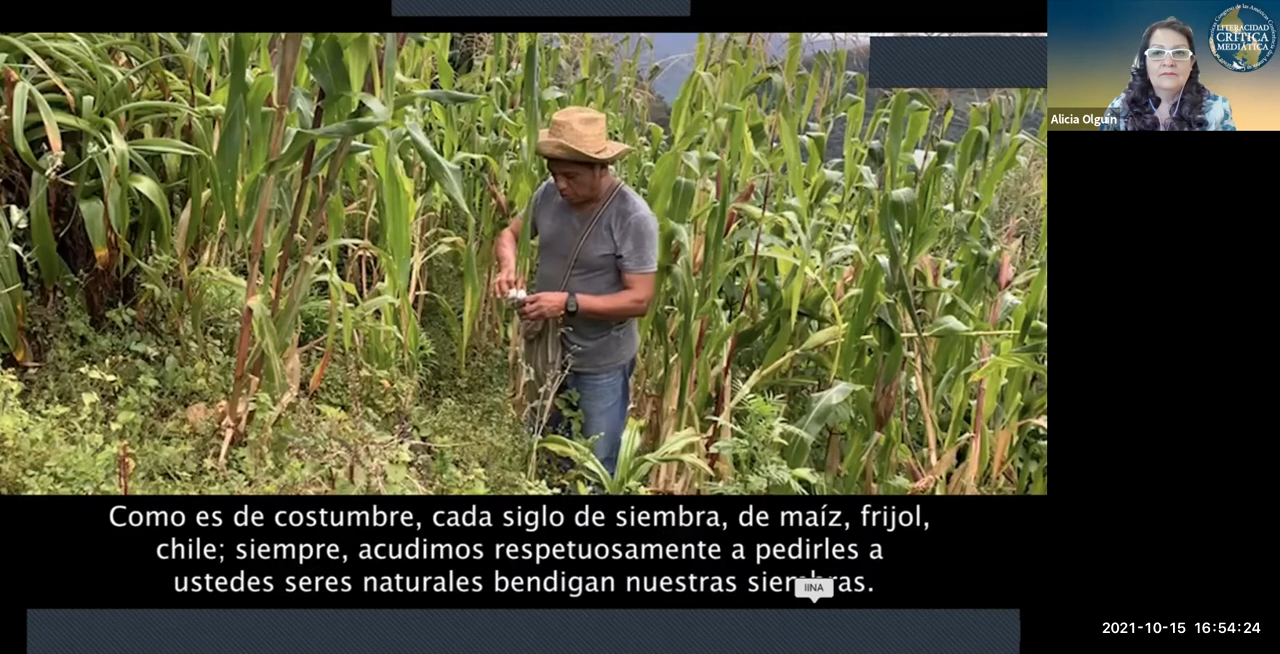 LITERACIDAD
CRÍTICA
MEDIÁTICA
Alicia Olguín
Como es de costumbre, cada siglo de siembra, de maíz, frijol,
chile; siempre, acudimos respetuosamente a pedirles a
ustedes seres naturales bendigan nuestras siembras.
IINA
2021-10-15 16:54:24